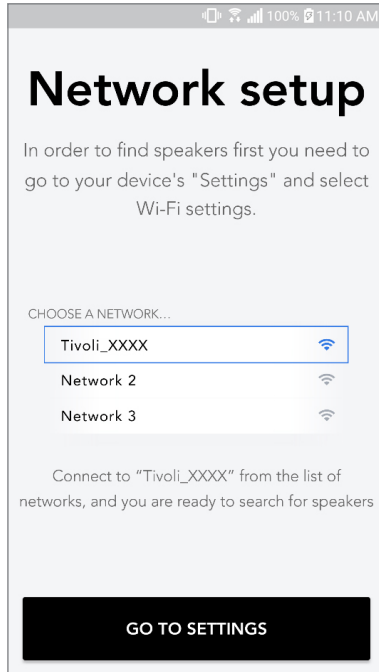 100% 11:10 AM
Network setup
In order to find speakers first you need to
go to your device's "Settings" and select
Wi-Fi settings.
CHOOSE A NETWORK...
Tivoli_XXXX
Network 2
Network 3
Connect to “Tivoli_XXXX” from the list of
networks, and you are ready to search for speakers
GO TO SETTINGS